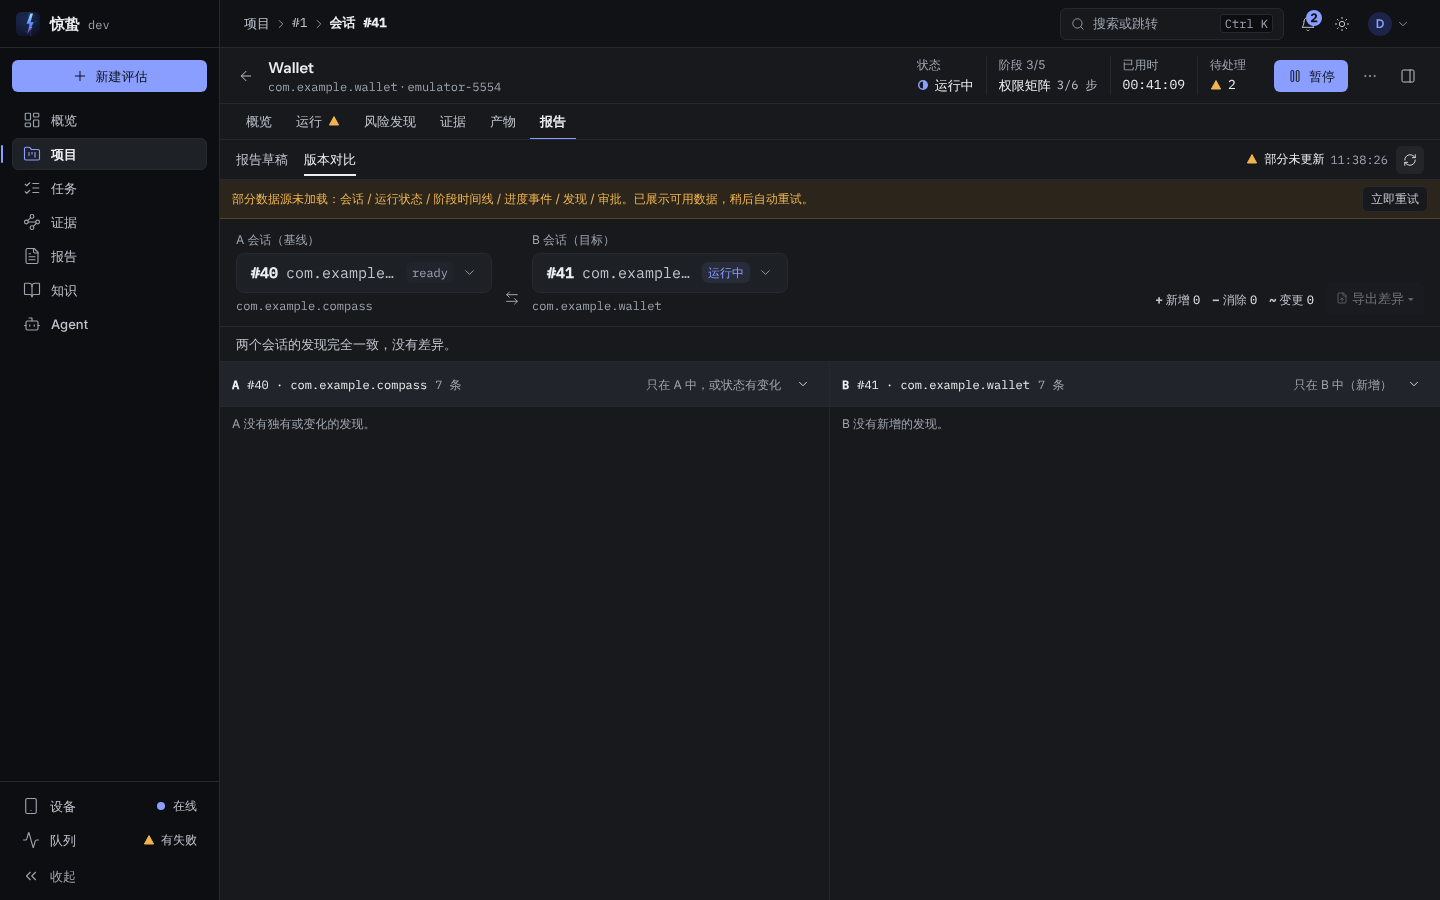 惊蛰 dev
项目 > #1 > 会话 #41
搜索或跳转 Ctrl K
2
D
新建评估
概览
项目
任务
证据
报告
知识
Agent
设备 在线
队列 有失败
收起
Wallet
com.example.wallet · emulator-5554
状态
运行中
阶段 3/5
权限矩阵 3/6 步
已用时
00:41:09
待处理
2
暂停
概览 运行 风险发现 证据 产物 报告
报告草稿 版本对比
部分未更新 11:38:26
部分数据源未加载：会话 / 运行状态 / 阶段时间线 / 进度事件 / 发现 / 审批。已展示可用数据，稍后自动重试。
立即重试
A 会话（基线）
#40 com.example… ready
com.example.compass
B 会话（目标）
#41 com.example… 运行中
com.example.wallet
+ 新增 0 − 消除 0 ~ 变更 0
导出差异
两个会话的发现完全一致，没有差异。
A #40 · com.example.compass 7 条
只在 A 中，或状态有变化
A 没有独有或变化的发现。
B #41 · com.example.wallet 7 条
只在 B 中（新增）
B 没有新增的发现。